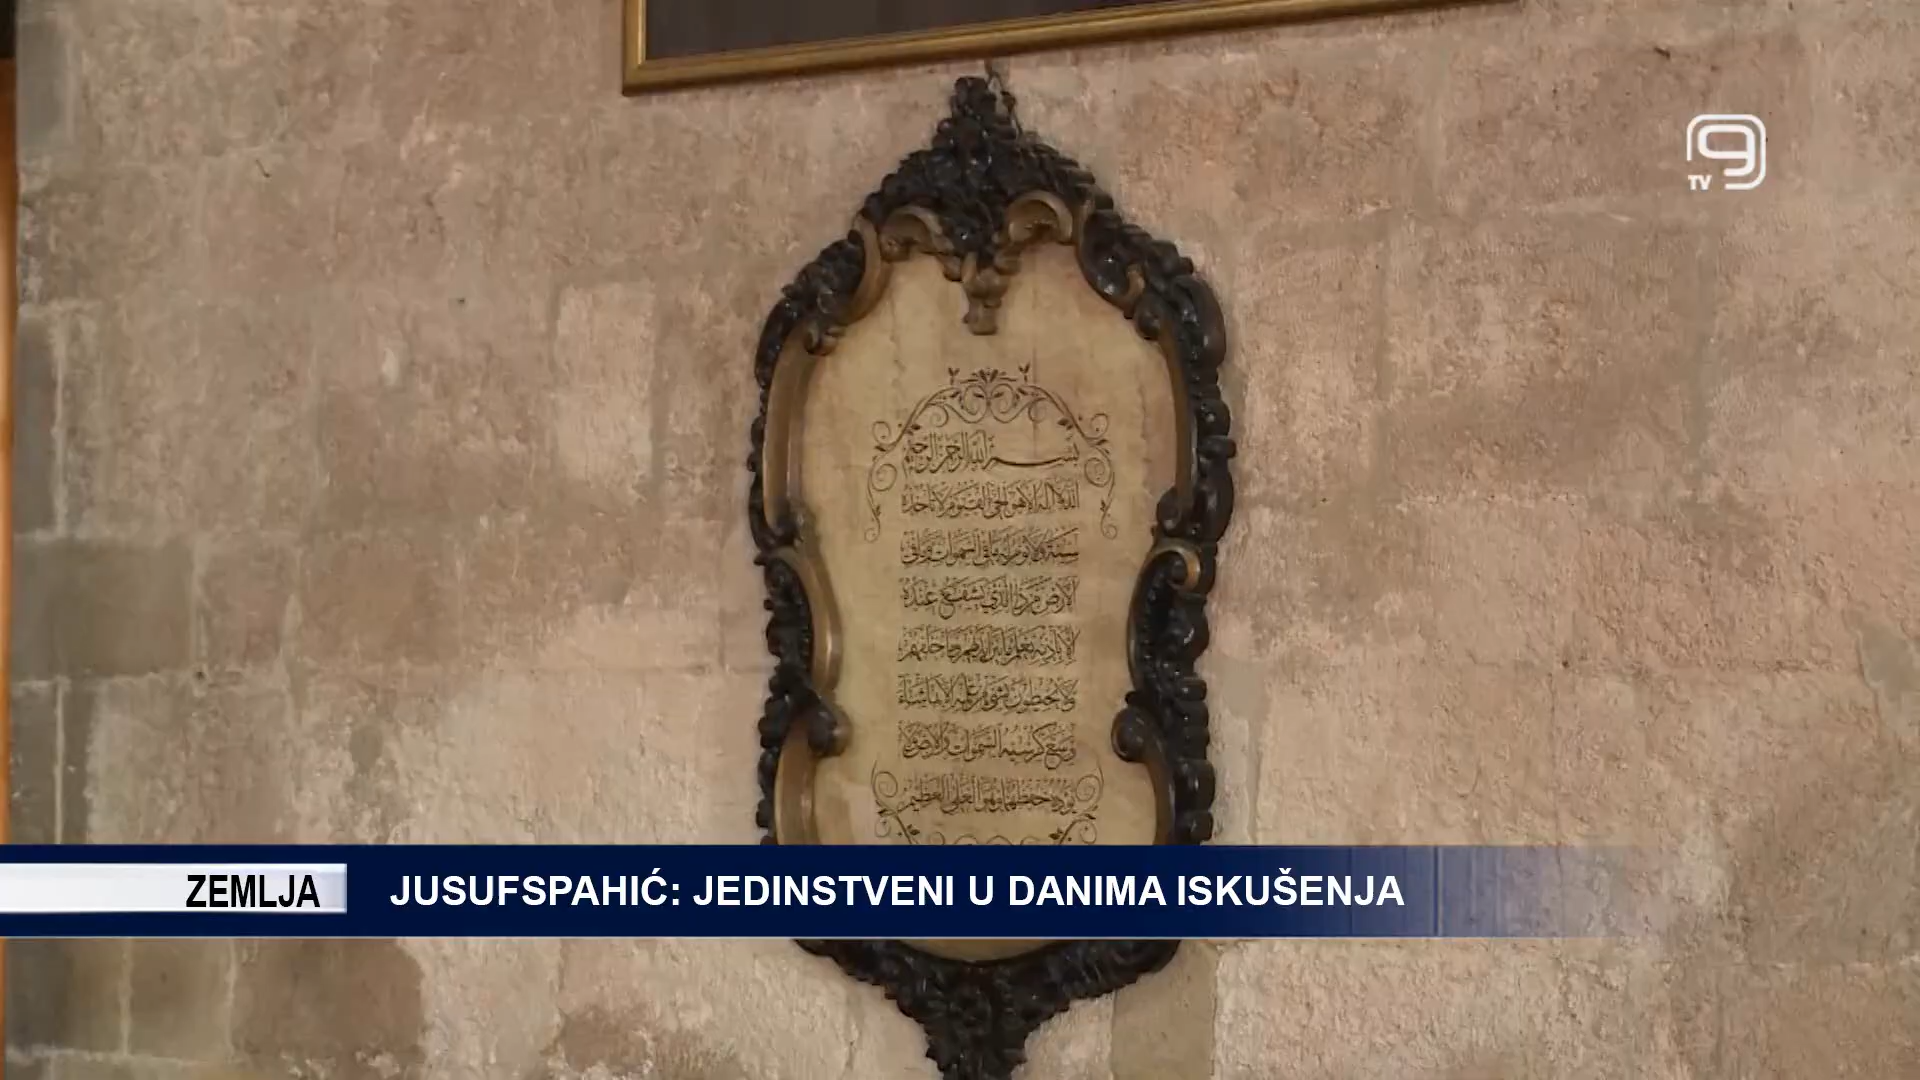 9
TV
بسم الله الرحمن الرحيم
الله لا إله إلا هو الحي القيوم لا تأخذه
سنة ولا نوم له ما في السموات وما في
الأرض من ذا الذي يشفع عنده
إلا بإذنه يعلم ما بين أيديهم وما خلفهم
ولا يحيطون بشيء من علمه إلا بما شاء
وسع كرسيه السموات والأرض ولا
يؤده حفظهما وهو العلي العظيم
ZEMLJA
JUSUFSPAHIĆ: JEDINSTVENI U DANIMA ISKUŠENJA